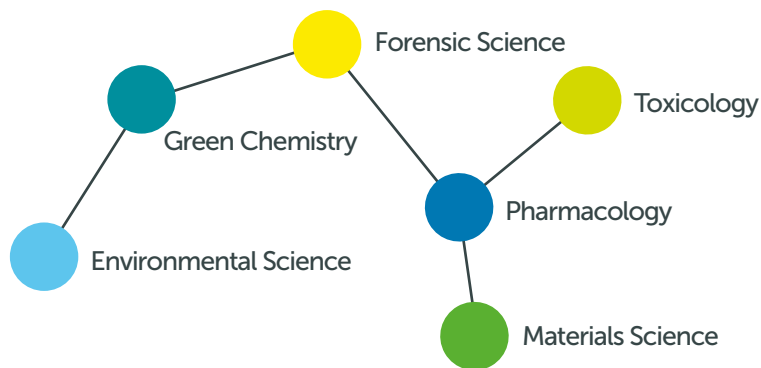 Forensic Science
Toxicology
Green Chemistry
Pharmacology
Environmental Science
Materials Science